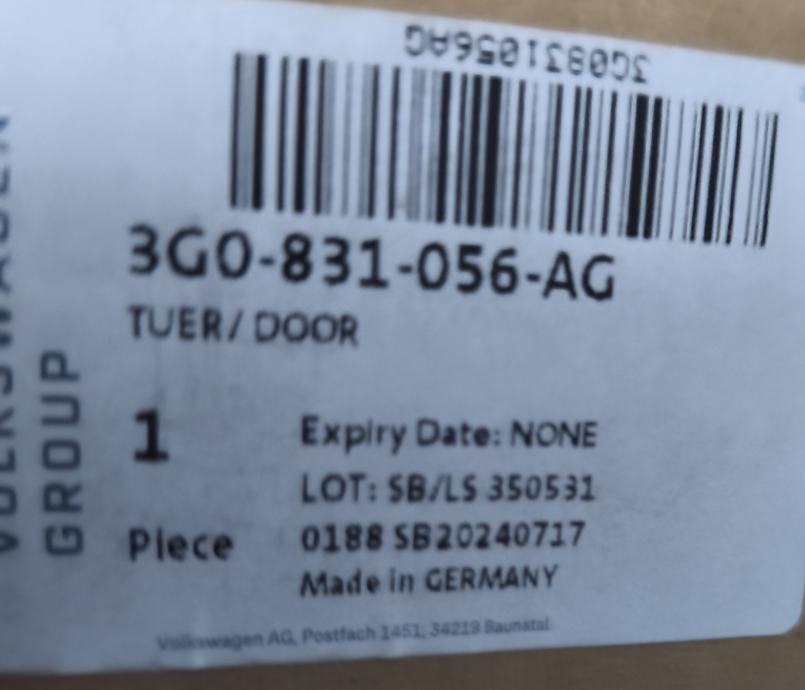 3G0831056AG
3G0-831-056-AG
TUER/ DOOR
1
Piece
Expiry Date: NONE
LOT: SB/LS 350531
0188 SB20240717
Made in GERMANY
Volkswagen AG, Postfach 1451, 34219 Baunatal
VOLKSWAGEN
GROUP